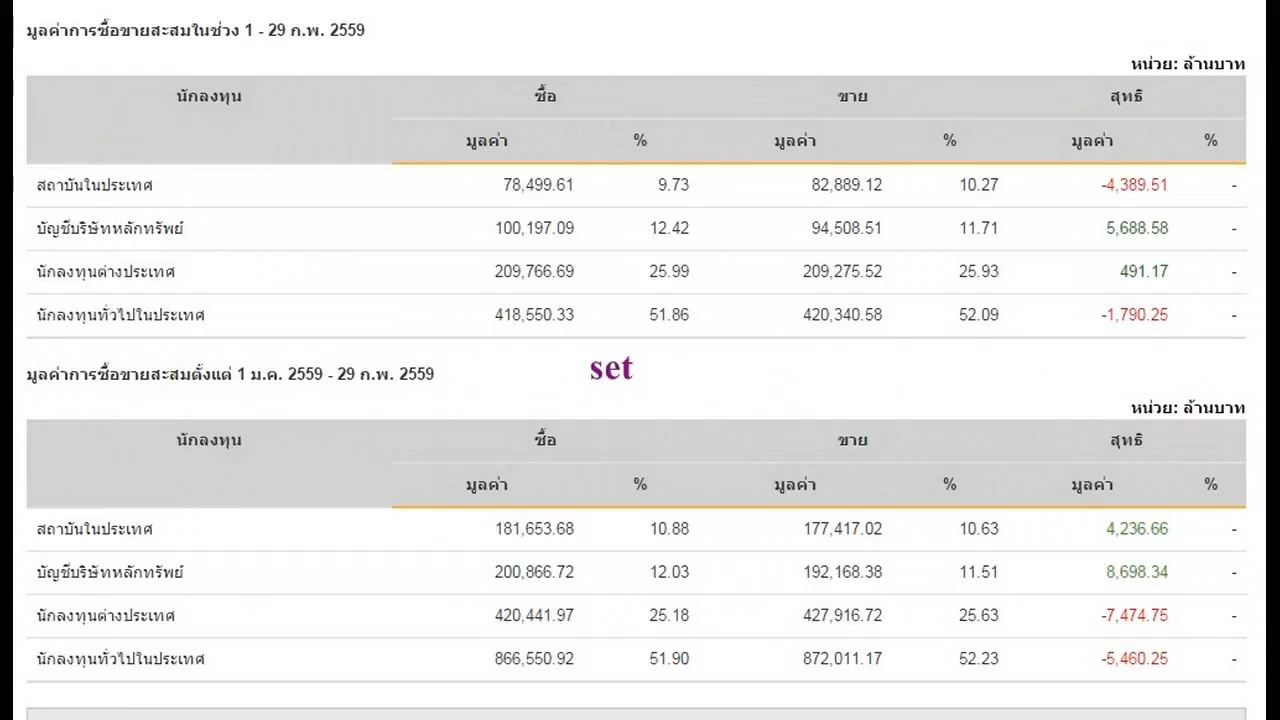 มูลค่าการซื้อขายสะสมในช่วง 1 - 29 ก.พ. 2559
หน่วย: ล้านบาท
นักลงทุน ซื้อ ขาย สุทธิ
มูลค่า % มูลค่า % มูลค่า %
สถาบันในประเทศ 78,499.61 9.73 82,889.12 10.27 -4,389.51 -
บัญชีบริษัทหลักทรัพย์ 100,197.09 12.42 94,508.51 11.71 5,688.58 -
นักลงทุนต่างประเทศ 209,766.69 25.99 209,275.52 25.93 491.17 -
นักลงทุนทั่วไปในประเทศ 418,550.33 51.86 420,340.58 52.09 -1,790.25 -
set
มูลค่าการซื้อขายสะสมตั้งแต่ 1 ม.ค. 2559 - 29 ก.พ. 2559
หน่วย: ล้านบาท
นักลงทุน ซื้อ ขาย สุทธิ
มูลค่า % มูลค่า % มูลค่า %
สถาบันในประเทศ 181,653.68 10.88 177,417.02 10.63 4,236.66 -
บัญชีบริษัทหลักทรัพย์ 200,866.72 12.03 192,168.38 11.51 8,698.34 -
นักลงทุนต่างประเทศ 420,441.97 25.18 427,916.72 25.63 -7,474.75 -
นักลงทุนทั่วไปในประเทศ 866,550.92 51.90 872,011.17 52.23 -5,460.25 -